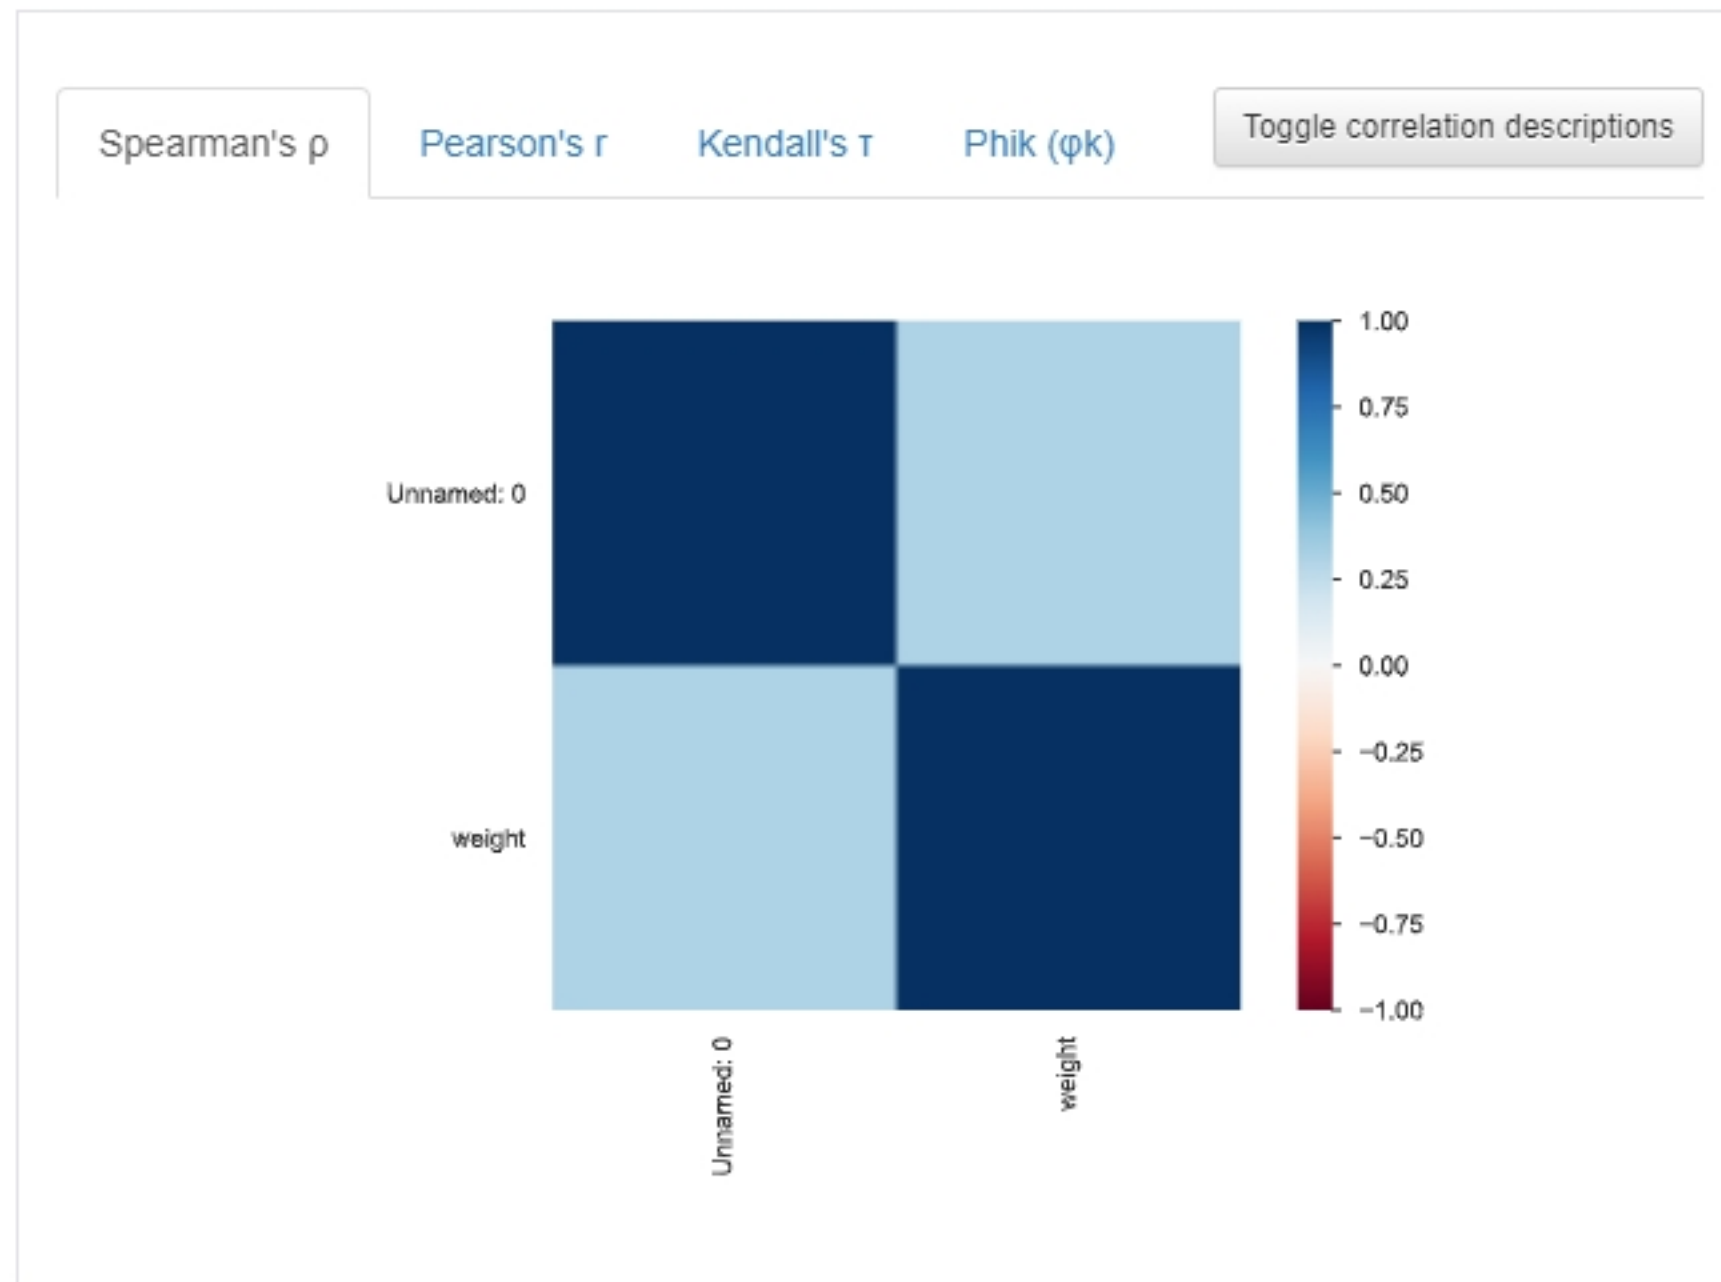 Spearman's ρ Pearson's r Kendall's τ Phik (φk) Toggle correlation descriptions
1.00
0.75
Unnamed: 0 0.50
0.25
0.00
−0.25
weight −0.50
−0.75
−1.00
Unnamed: 0 weight